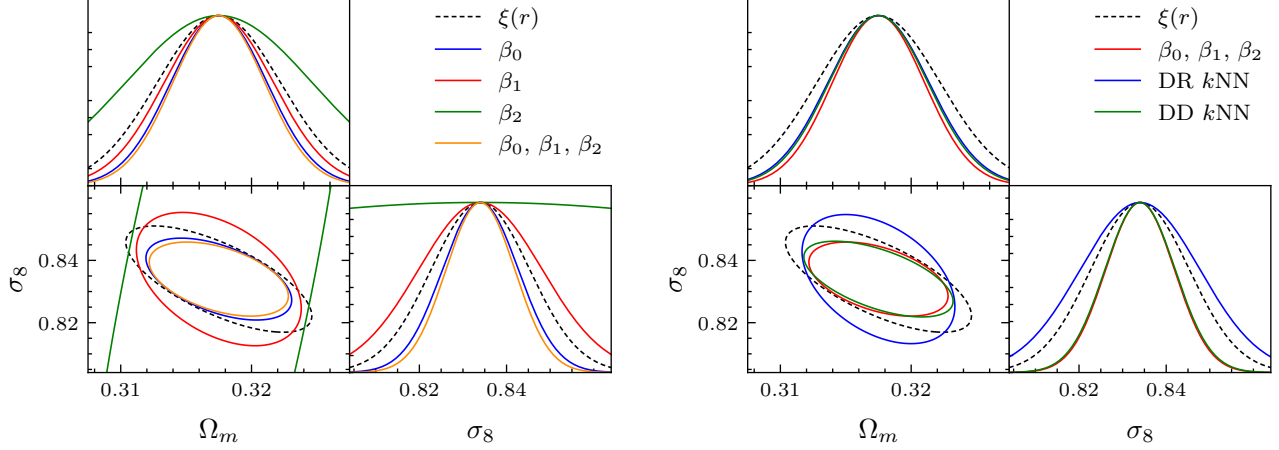 ξ(r)
β₀
β₁
β₂
β₀, β₁, β₂
0.84
0.82
σ₈
0.31
0.32
Ωₘ
0.82
0.84
σ₈
ξ(r)
β₀, β₁, β₂
DR kNN
DD kNN
0.84
0.82
σ₈
0.31
0.32
Ωₘ
0.82
0.84
σ₈